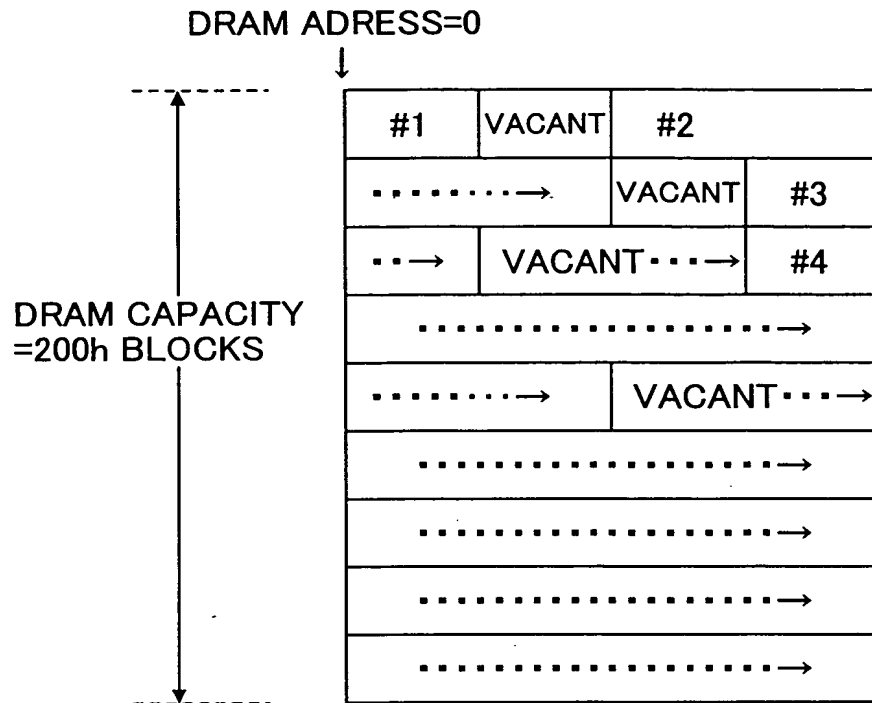 DRAM ADRESS=0
#1 VACANT #2
VACANT #3
VACANT #4
DRAM CAPACITY
=200h BLOCKS
VACANT